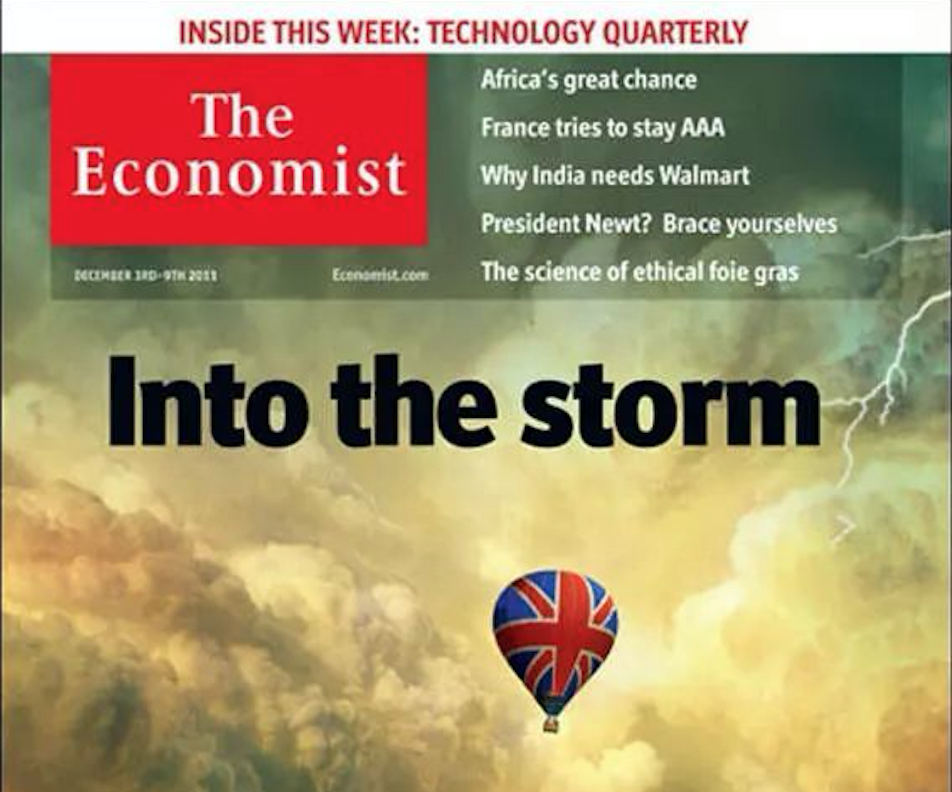 INSIDE THIS WEEK: TECHNOLOGY QUARTERLY
The
Economist
DECEMBER 3RD–9TH 2011
Economist.com
Africa's great chance
France tries to stay AAA
Why India needs Walmart
President Newt? Brace yourselves
The science of ethical foie gras
Into the storm